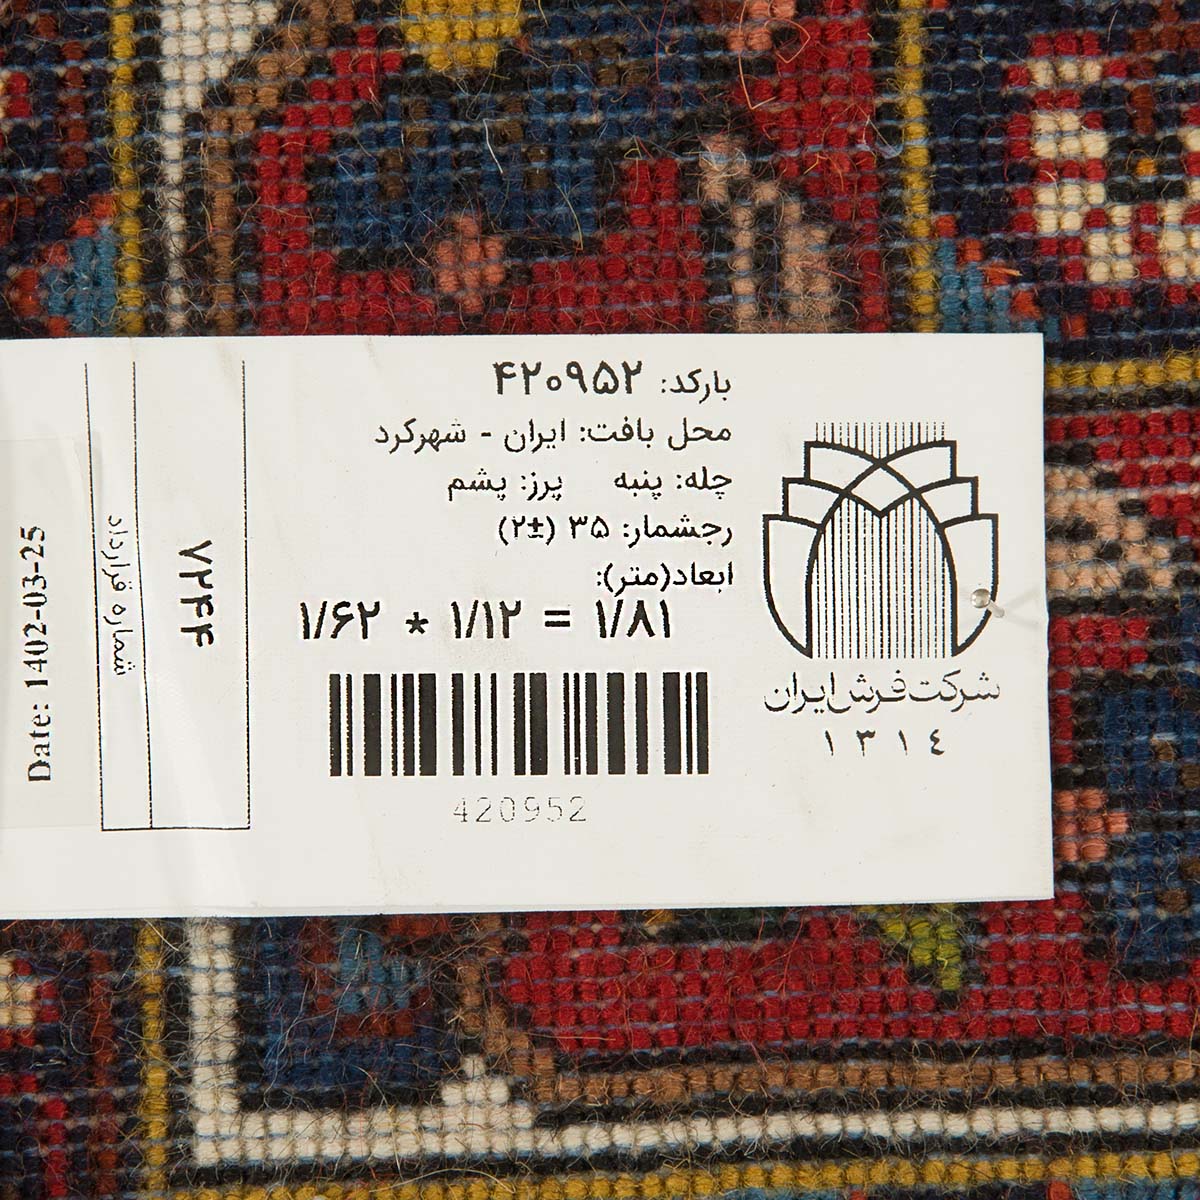 بارکد: ۴۲۰۹۵۲
محل بافت: ایران - شهرکرد
چله: پنبه پرز: پشم
رجشمار: ۳۵ (±۲)
ابعاد(متر):
۱/۶۲ * ۱/۱۲ = ۱/۸۱
420952
شرکت فرش ایران
١٣١٤
شماره قرارداد
۷۲۴۴
Date: 1402-03-25